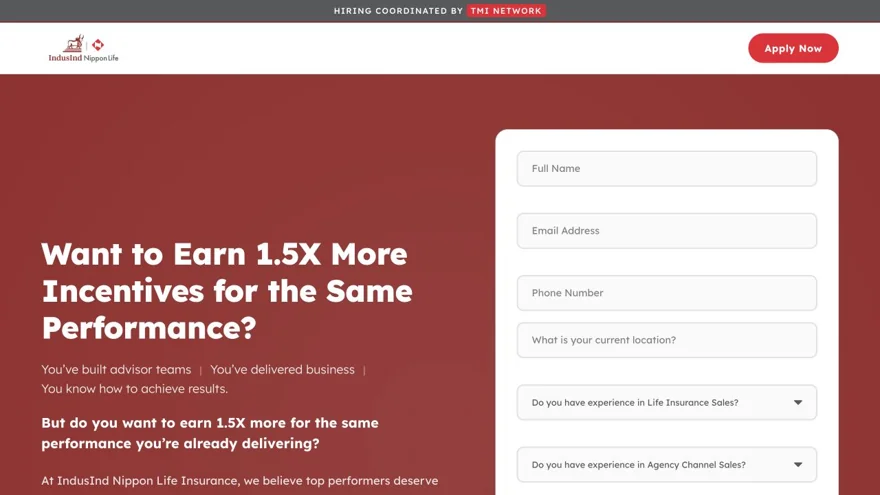 HIRING COORDINATED BY TMI NETWORK
IndusInd NipponLife
Apply Now
Want to Earn 1.5X More
Incentives for the Same
Performance?
You’ve built advisor teams | You’ve delivered business |
You know how to achieve results.
But do you want to earn 1.5X more for the same
performance you’re already delivering?
At IndusInd Nippon Life Insurance, we believe top performers deserve
Full Name
Email Address
Phone Number
What is your current location?
Do you have experience in Life Insurance Sales?
Do you have experience in Agency Channel Sales?